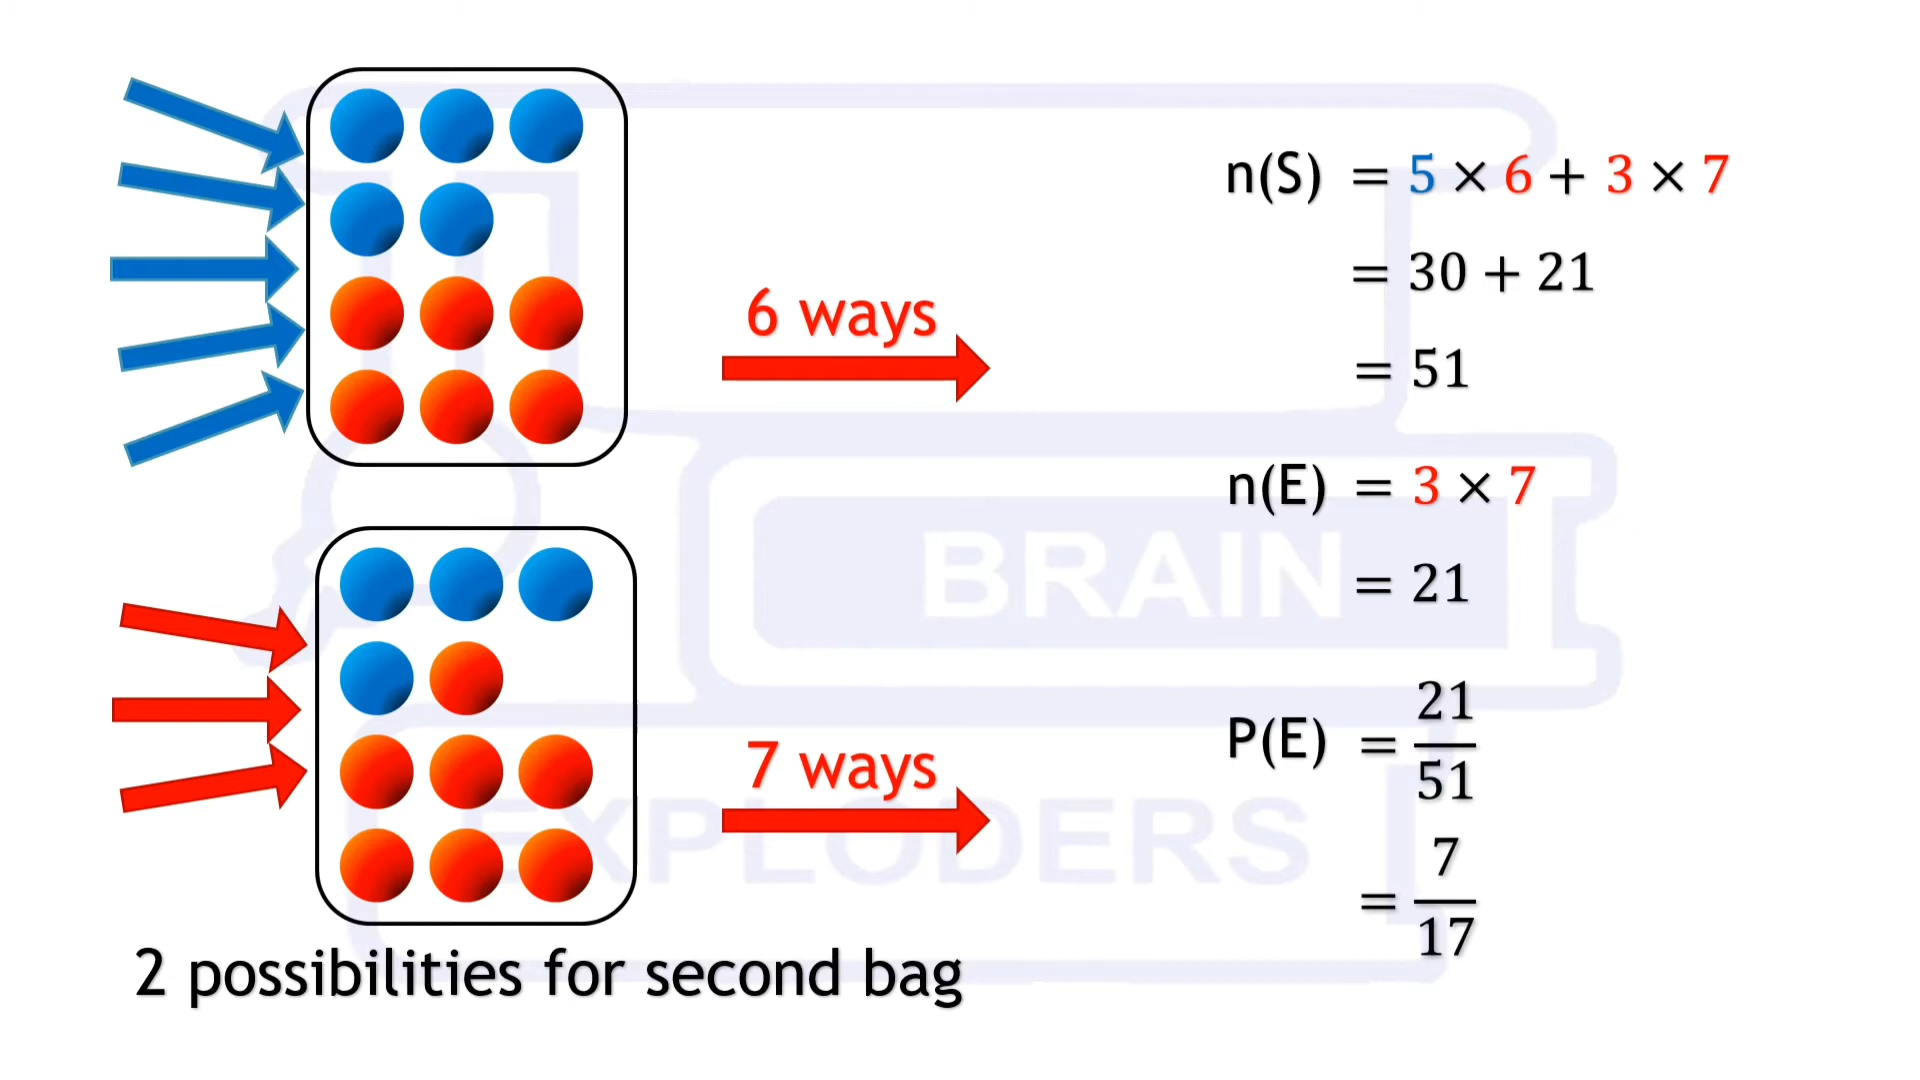 6 ways
7 ways
2 possibilities for second bag
n(S) = 5 × 6 + 3 × 7
= 30 + 21
= 51
n(E) = 3 × 7
= 21
P(E) = 21/51
= 7/17
BRAIN
EXPLODERS